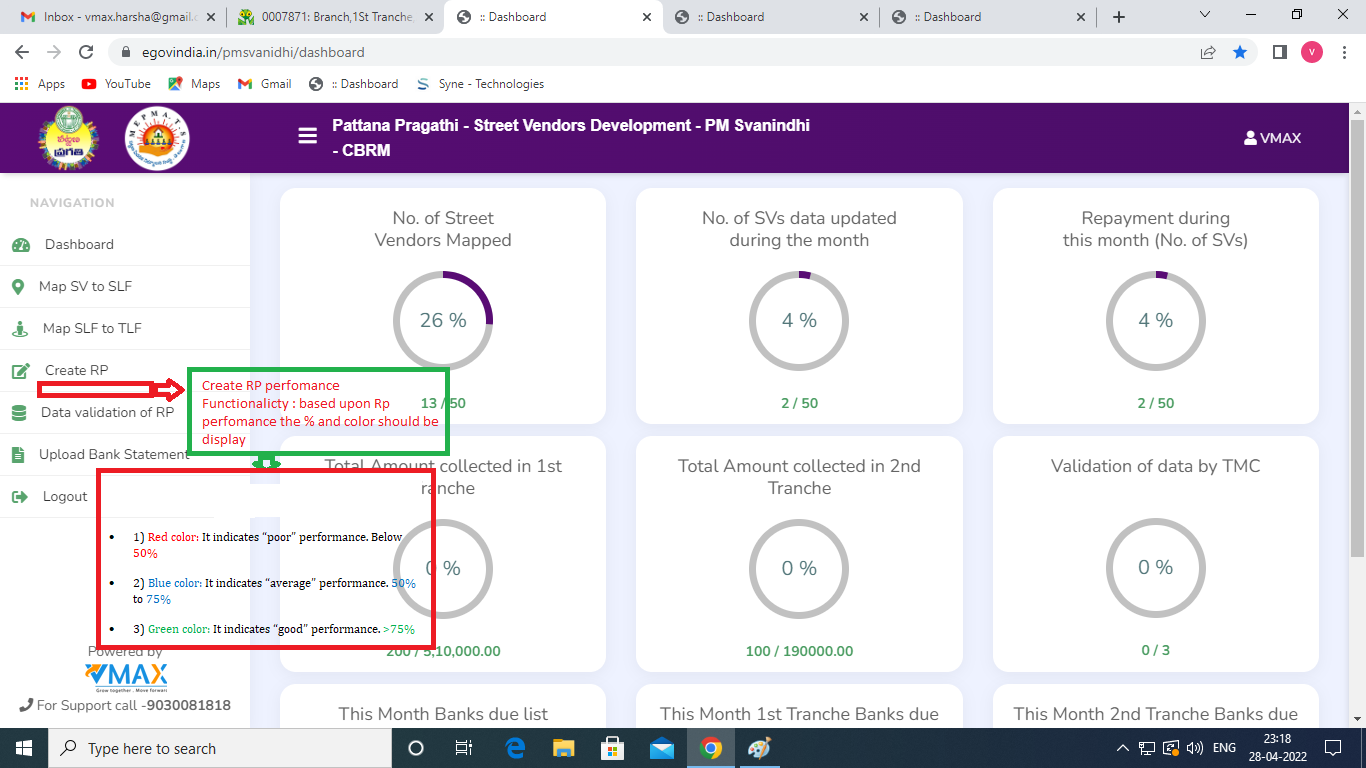 Inbox - vmax.harsha@gmail.c
0007871: Branch,1St Tranche
:: Dashboard
:: Dashboard
:: Dashboard
egovindia.in/pmsvanidhi/dashboard
V
Apps
YouTube
Maps
Gmail
:: Dashboard
Syne - Technologies
పట్టణ
ప్రగతి
M E P M A, T.S
Pattana Pragathi - Street Vendors Development - PM Svanindhi
- CBRM
VMAX
NAVIGATION
Dashboard
Map SV to SLF
Map SLF to TLF
Create RP
Data validation of RP
Upload Bank Statement
Logout
Create RP perfomance
Functionalicty : based upon Rp
perfomance the % and color should be
display
1) Red color: It indicates “poor” performance. Below
50%
2) Blue color: It indicates “average” performance. 50%
to 75%
3) Green color: It indicates “good” performance. >75%
Powered by
VMAX
Grow together . Move forward
For Support call -9030081818
No. of Street
Vendors Mapped
26 %
13 / 50
No. of SVs data updated
during the month
4 %
2 / 50
Repayment during
this month (No. of SVs)
4 %
2 / 50
Total Amount collected in 1st
ranche
0 %
200 / 5,10,000.00
Total Amount collected in 2nd
Tranche
0 %
100 / 190000.00
Validation of data by TMC
0 %
0 / 3
This Month Banks due list
This Month 1st Tranche Banks due
This Month 2nd Tranche Banks due
Type here to search
ENG
23:18
28-04-2022